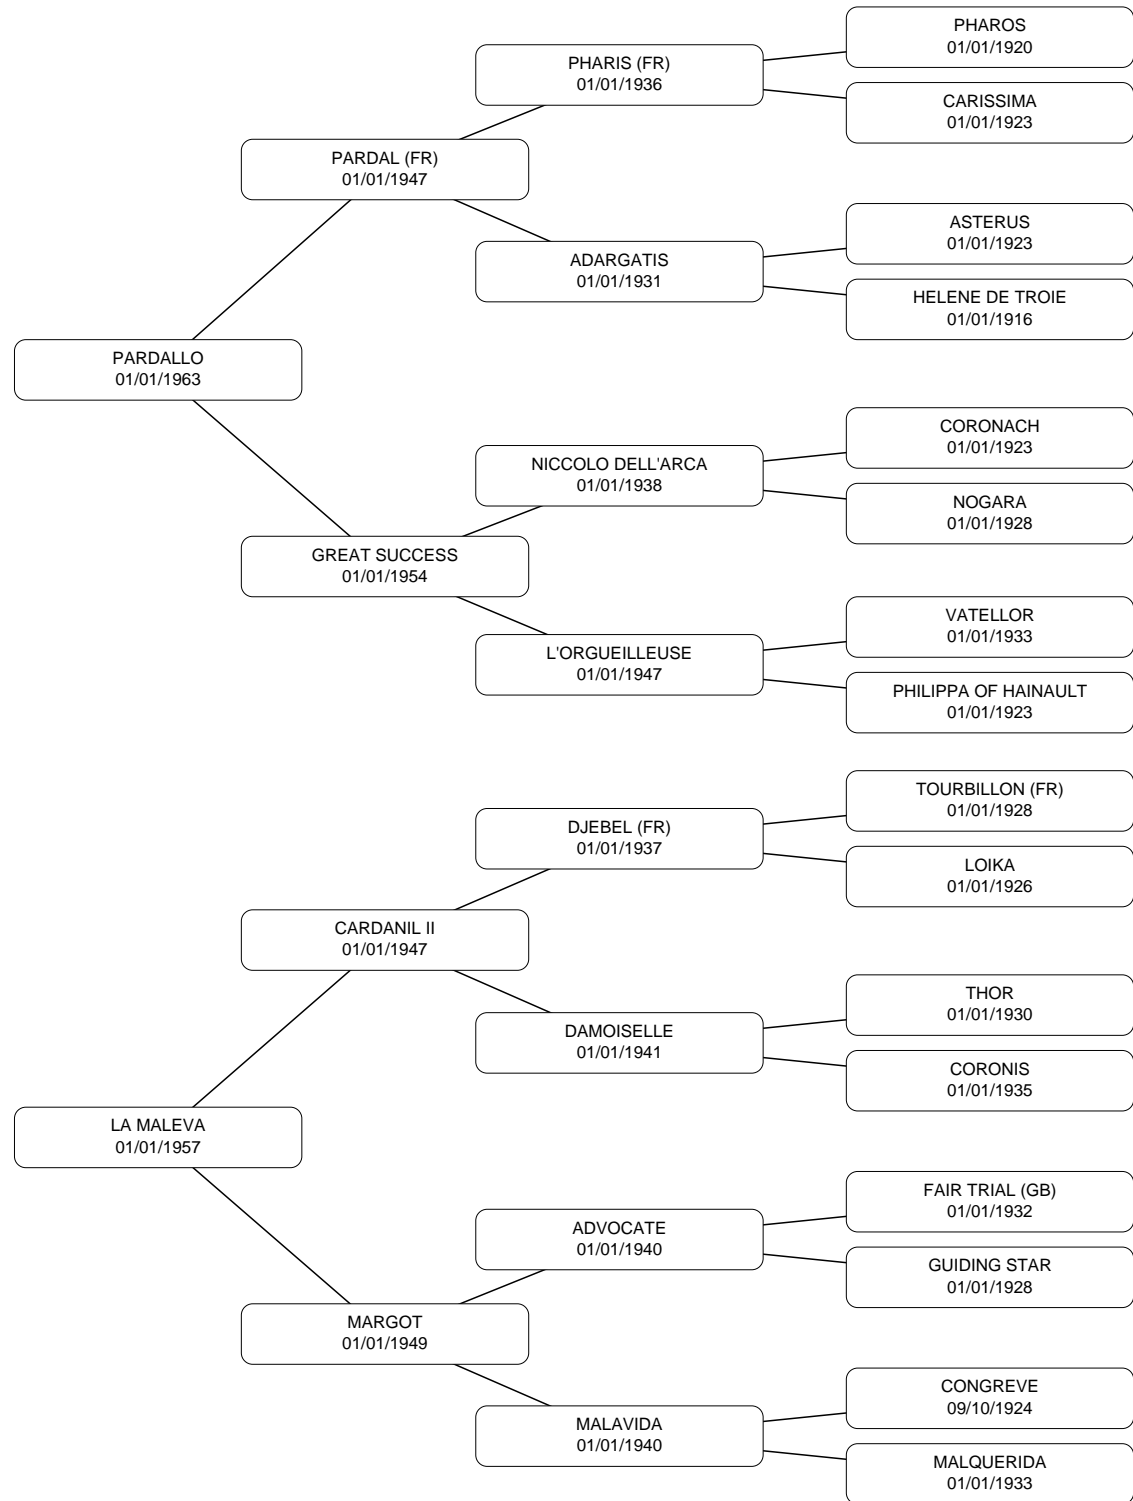 PHAROS
01/01/1920
PHARIS (FR)
01/01/1936
CARISSIMA
01/01/1923
PARDAL (FR)
01/01/1947
ASTERUS
01/01/1923
ADARGATIS
01/01/1931
HELENE DE TROIE
01/01/1916
PARDALLO
01/01/1963
CORONACH
01/01/1923
NICCOLO DELL'ARCA
01/01/1938
NOGARA
01/01/1928
GREAT SUCCESS
01/01/1954
VATELLOR
01/01/1933
L'ORGUEILLEUSE
01/01/1947
PHILIPPA OF HAINAULT
01/01/1923
TOURBILLON (FR)
01/01/1928
DJEBEL (FR)
01/01/1937
LOIKA
01/01/1926
CARDANIL II
01/01/1947
THOR
01/01/1930
DAMOISELLE
01/01/1941
CORONIS
01/01/1935
LA MALEVA
01/01/1957
FAIR TRIAL (GB)
01/01/1932
ADVOCATE
01/01/1940
GUIDING STAR
01/01/1928
MARGOT
01/01/1949
CONGREVE
09/10/1924
MALAVIDA
01/01/1940
MALQUERIDA
01/01/1933